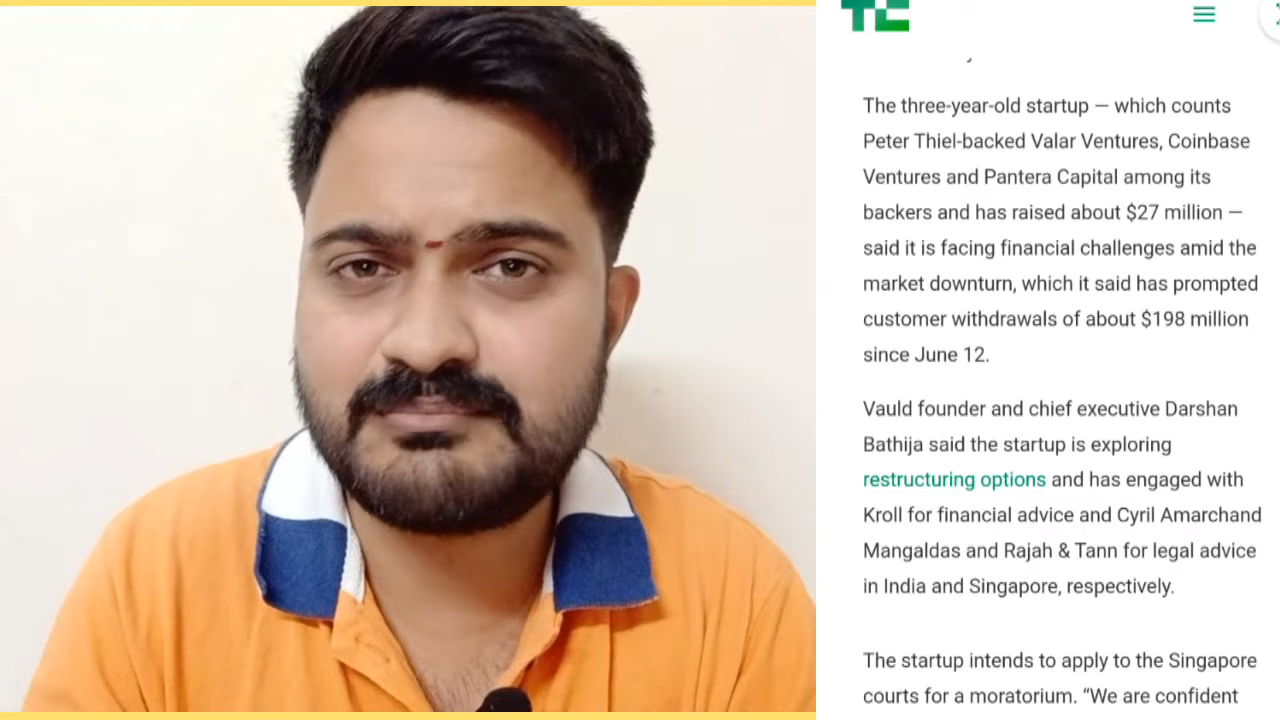 TC
The three-year-old startup — which counts
Peter Thiel-backed Valar Ventures, Coinbase
Ventures and Pantera Capital among its
backers and has raised about $27 million —
said it is facing financial challenges amid the
market downturn, which it said has prompted
customer withdrawals of about $198 million
since June 12.
Vauld founder and chief executive Darshan
Bathija said the startup is exploring
restructuring options and has engaged with
Kroll for financial advice and Cyril Amarchand
Mangaldas and Rajah & Tann for legal advice
in India and Singapore, respectively.
The startup intends to apply to the Singapore
courts for a moratorium. “We are confident